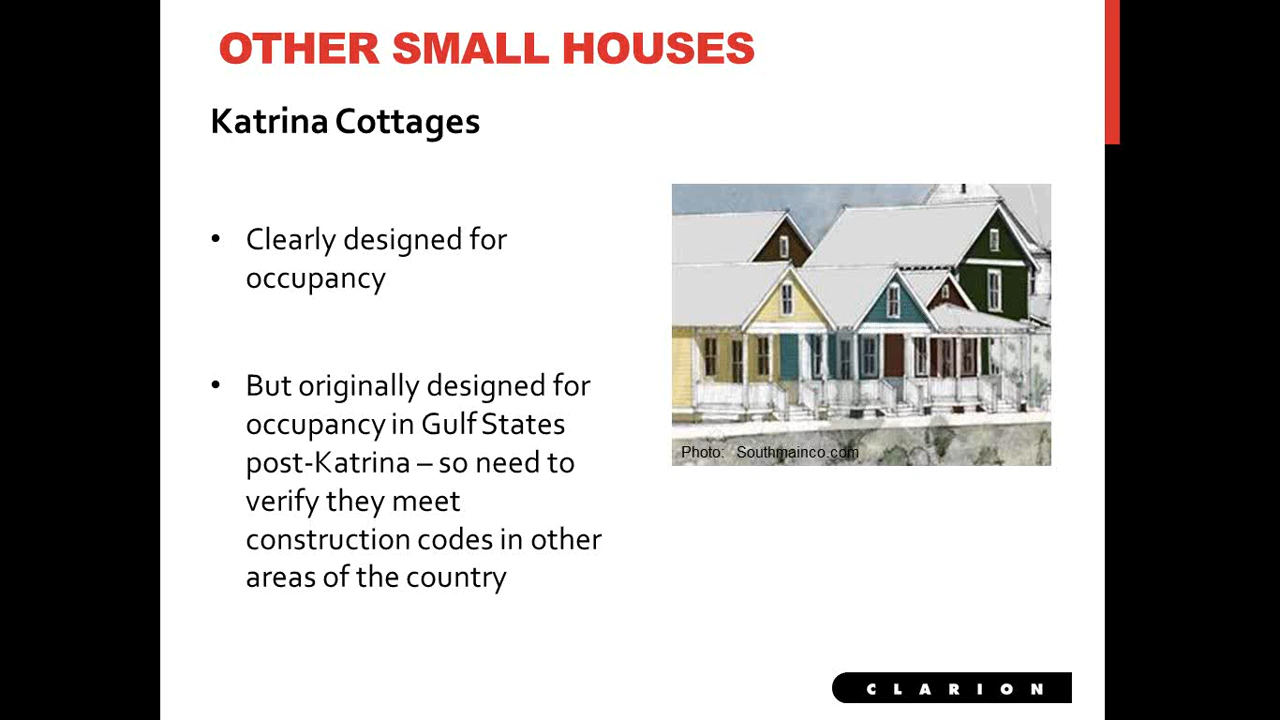 OTHER SMALL HOUSES
Katrina Cottages
• Clearly designed for
occupancy
• But originally designed for
occupancy in Gulf States
post-Katrina – so need to
verify they meet
construction codes in other
areas of the country
Photo: Southmainco.com
CLARION